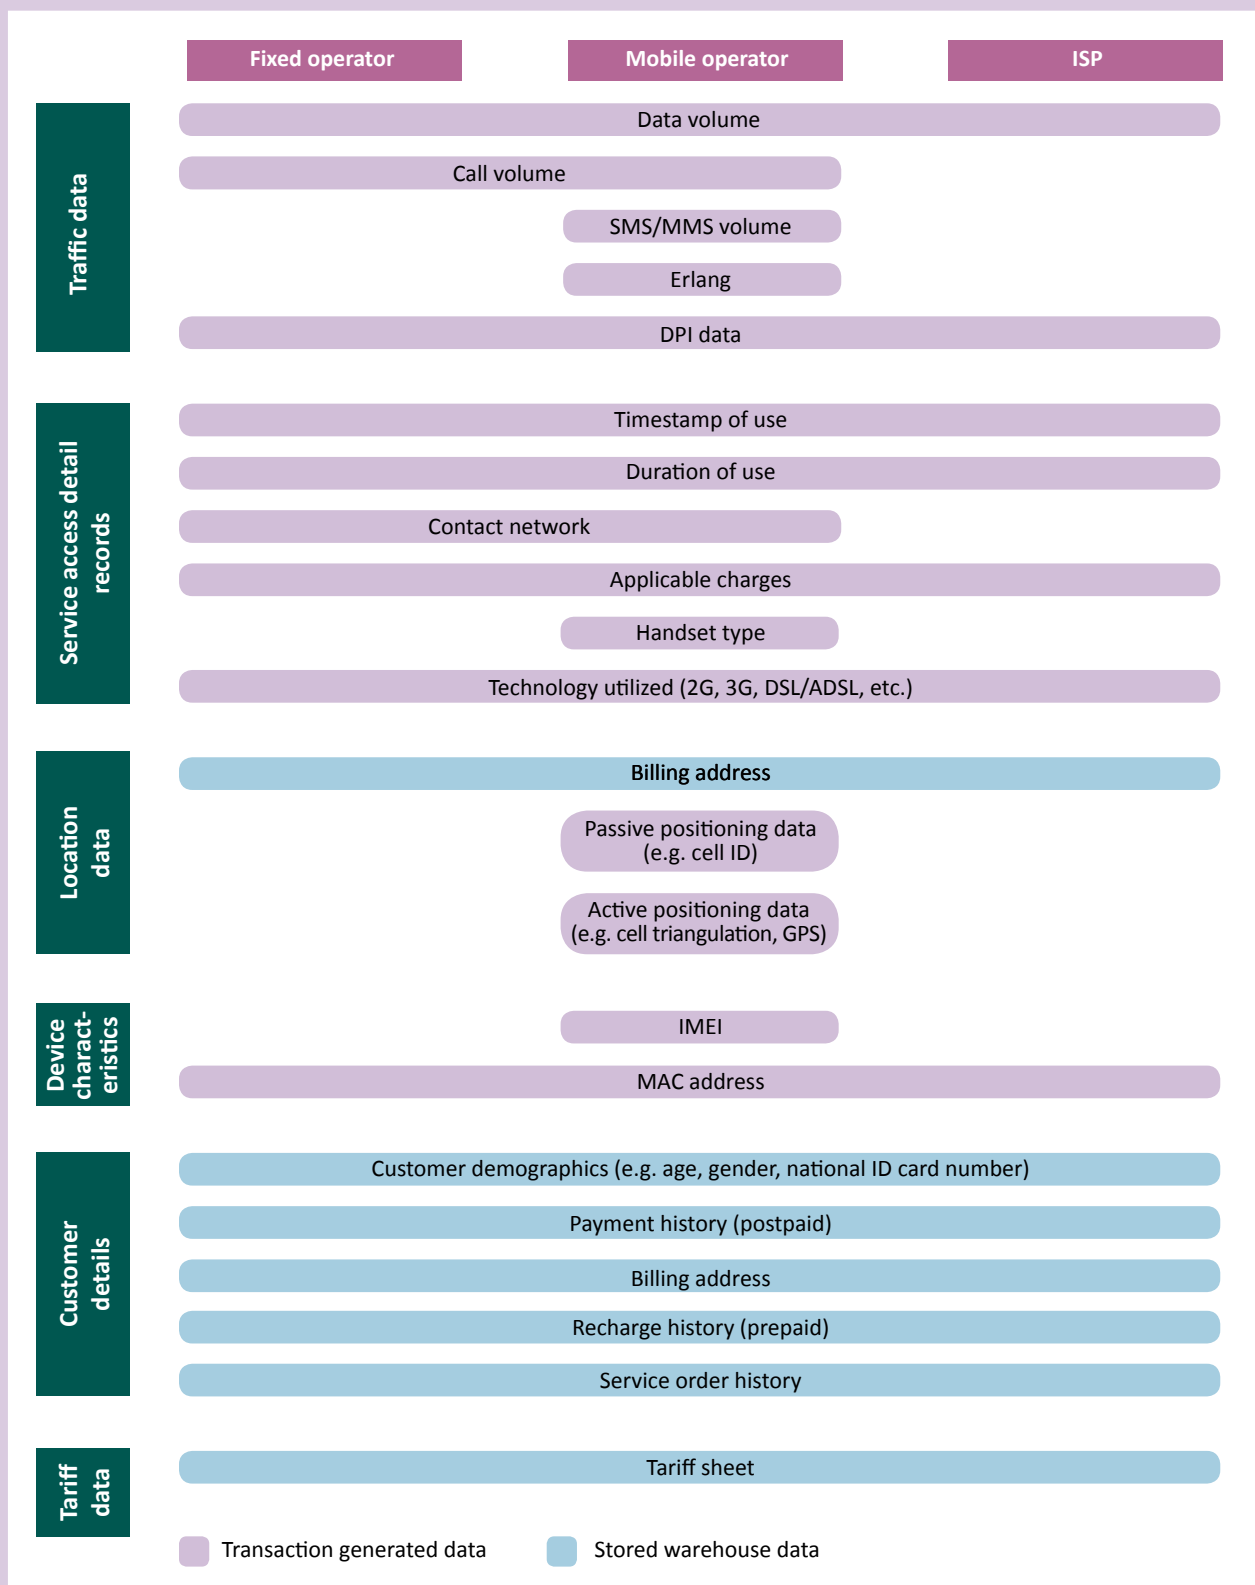 Fixed operator
Mobile operator
ISP
Traffic data
Data volume
Call volume
SMS/MMS volume
Erlang
DPI data
Service access detail
records
Timestamp of use
Duration of use
Contact network
Applicable charges
Handset type
Technology utilized (2G, 3G, DSL/ADSL, etc.)
Location
data
Billing address
Passive positioning data
(e.g. cell ID)
Active positioning data
(e.g. cell triangulation, GPS)
Device
charact-
eristics
IMEI
MAC address
Customer
details
Customer demographics (e.g. age, gender, national ID card number)
Payment history (postpaid)
Billing address
Recharge history (prepaid)
Service order history
Tariff
data
Tariff sheet
Transaction generated data
Stored warehouse data